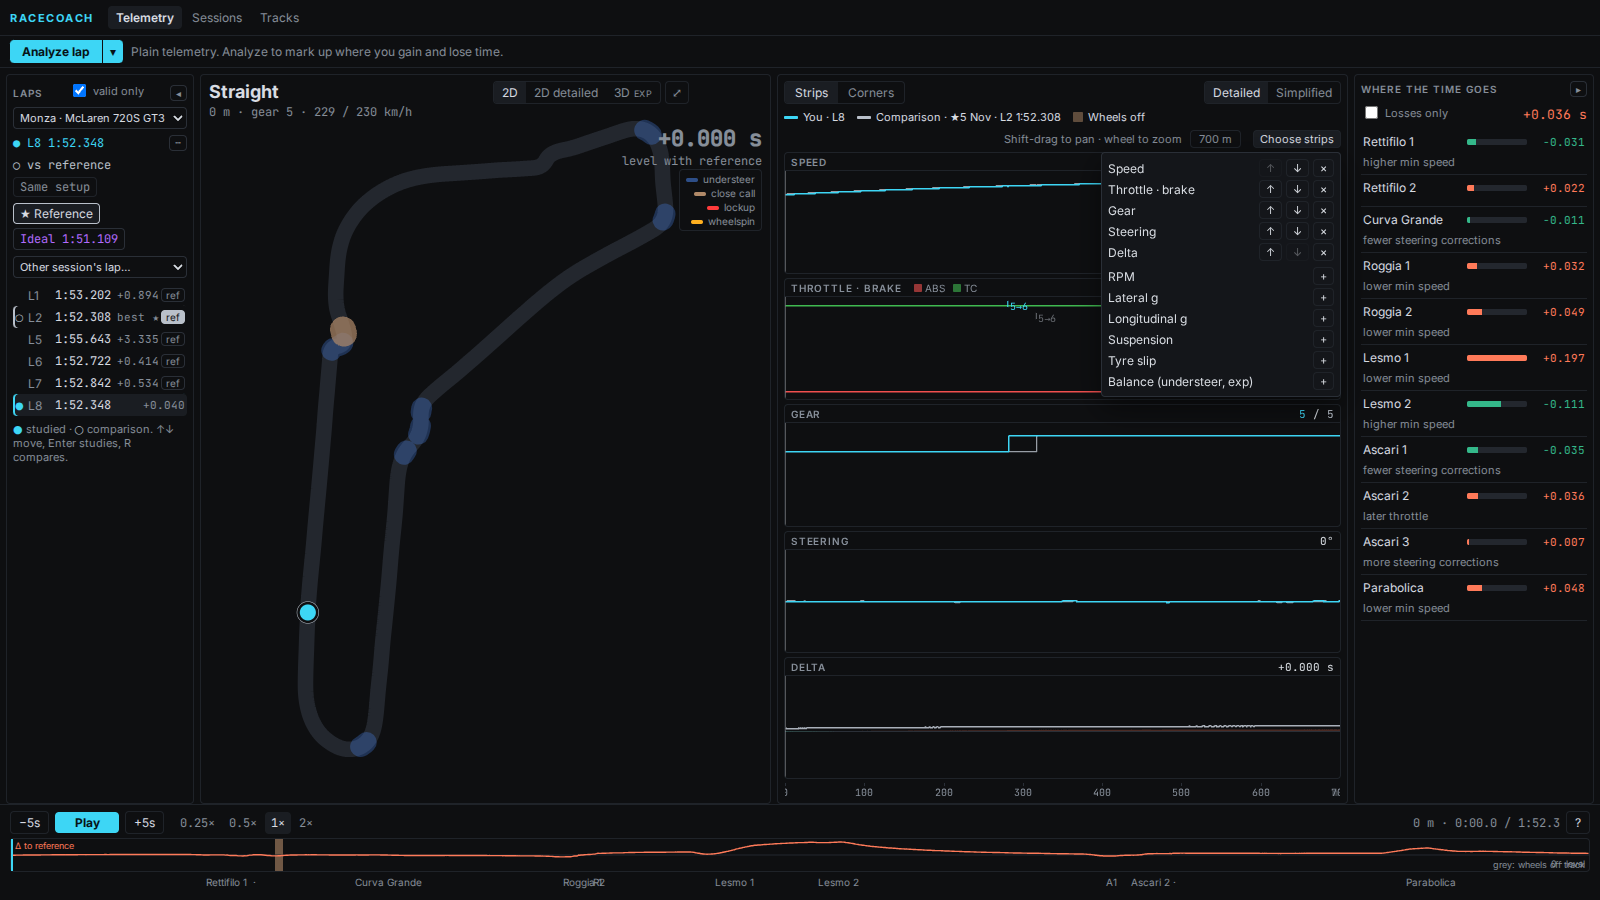 RACECOACH Telemetry Sessions Tracks
Analyze lap ▾ Plain telemetry. Analyze to mark up where you gain and lose time.
LAPS valid only ◂
Monza · McLaren 720S GT3
L8 1:52.348 −
vs reference
Same setup
★ Reference
Ideal 1:51.109
Other session's lap...
L1 1:53.202 +0.894 ref
L2 1:52.308 best ★ ref
L5 1:55.643 +3.335 ref
L6 1:52.722 +0.414 ref
L7 1:52.842 +0.534 ref
L8 1:52.348 +0.040
● studied · ○ comparison. ↑↓
move, Enter studies, R
compares.
Straight
0 m · gear 5 · 229 / 230 km/h
2D 2D detailed 3D EXP ⤢
+0.000 s
level with reference
understeer
close call
lockup
wheelspin
Strips Corners Detailed Simplified
You · L8 Comparison · ★5 Nov · L2 1:52.308 Wheels off
Shift-drag to pan · wheel to zoom 700 m Choose strips
SPEED
Speed ↑ ↓ ×
Throttle · brake ↑ ↓ ×
Gear ↑ ↓ ×
Steering ↑ ↓ ×
Delta ↑ ↓ ×
RPM +
Lateral g +
Longitudinal g +
Suspension +
Tyre slip +
Balance (understeer, exp) +
THROTTLE · BRAKE ABS TC
5→6
5→6
GEAR 5 / 5
STEERING 0°
DELTA +0.000 s
100 200 300 400 500 600
WHERE THE TIME GOES ▸
Losses only +0.036 s
Rettifilo 1 -0.031
higher min speed
Rettifilo 2 +0.022
Curva Grande -0.011
fewer steering corrections
Roggia 1 +0.032
lower min speed
Roggia 2 +0.049
lower min speed
Lesmo 1 +0.197
lower min speed
Lesmo 2 -0.111
higher min speed
Ascari 1 -0.035
fewer steering corrections
Ascari 2 +0.036
later throttle
Ascari 3 +0.007
more steering corrections
Parabolica +0.048
lower min speed
−5s Play +5s 0.25× 0.5× 1× 2× 0 m · 0:00.0 / 1:52.3 ?
Δ to reference
grey: wheels off track
Rettifilo 1 · Curva Grande Roggia R2 Lesmo 1 Lesmo 2 A1 Ascari 2 · Parabolica